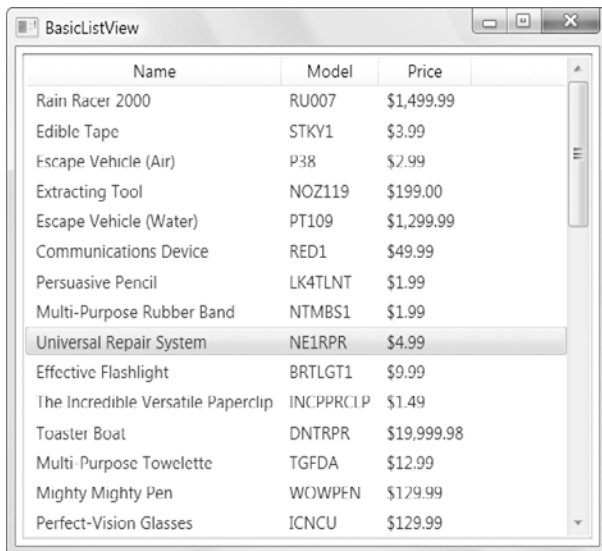 BasicListView
Name Model Price
Rain Racer 2000 RU007 $1,499.99
Edible Tape STKY1 $3.99
Escape Vehicle (Air) P38 $2.99
Extracting Tool NOZ119 $199.00
Escape Vehicle (Water) PT109 $1,299.99
Communications Device RED1 $49.99
Persuasive Pencil LK4TLNT $1.99
Multi-Purpose Rubber Band NTMBS1 $1.99
Universal Repair System NE1RPR $4.99
Effective Flashlight BRTLGT1 $9.99
The Incredible Versatile Paperclip INCPPRCLP $1.49
Toaster Boat DNTRPR $19,999.98
Multi-Purpose Towelette TGFDA $12.99
Mighty Mighty Pen WOWPEN $129.99
Perfect-Vision Glasses ICNCU $129.99